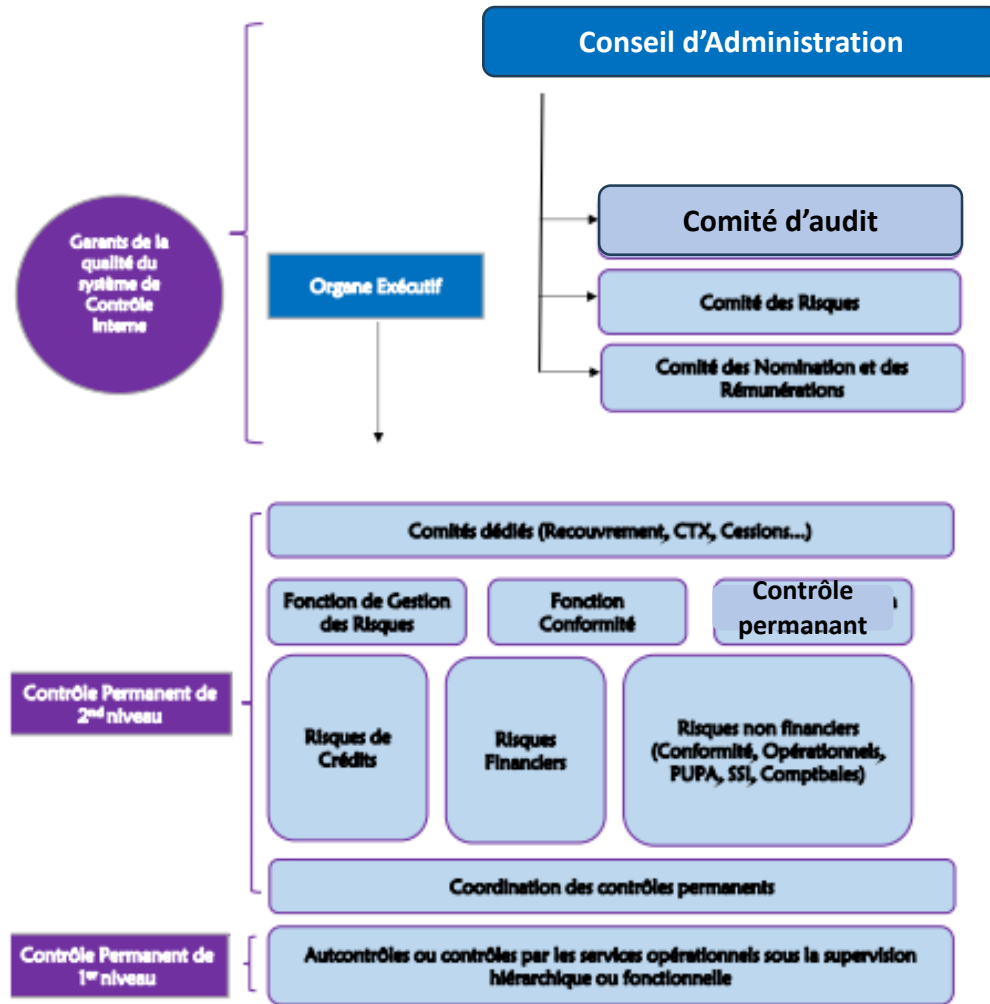 Conseil d’Administration
Garants de la
qualité du
système de
Contrôle
Interne
Comité d’audit
Organe Exécutif
Comité des Risques
Comité des Nomination et des
Rémunérations
Comités dédiés (Recouvrement, CTX, Cessions...)
Fonction de Gestion
des Risques
Fonction
Conformité
Contrôle
permanant
Contrôle Permanent de
2nd niveau
Risques de
Crédits
Risques
Financiers
Risques non financiers
(Conformité, Opérationnels,
PUPA, SSI, Comptbales)
Coordination des contrôles permanents
Contrôle Permanent de
1er niveau
Autcontrôles ou contrôles par les services opérationnels sous la supervision
hiérarchique ou fonctionnelle